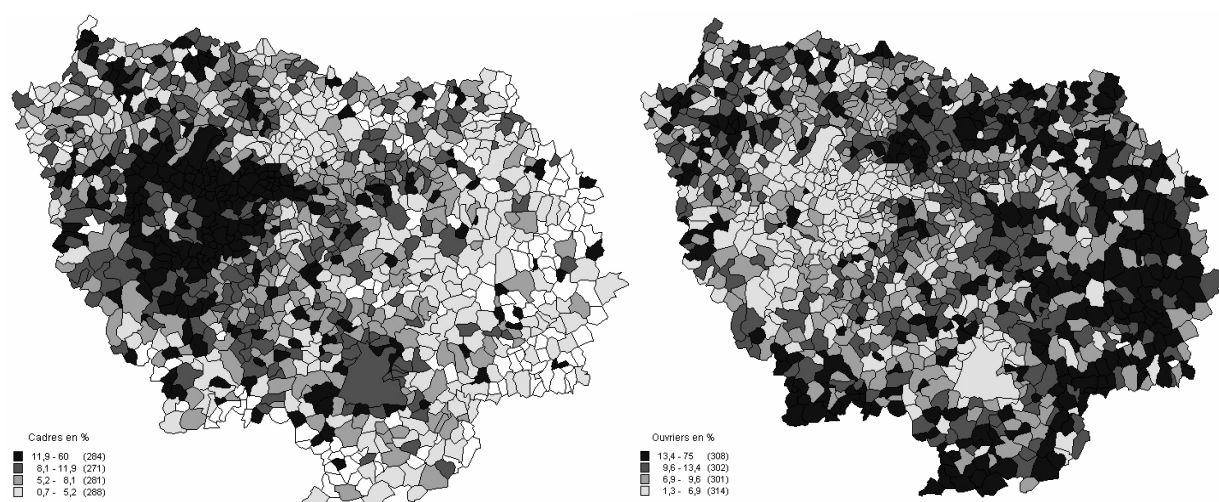 Cadres en %
11,9 - 60 (284)
8,1 - 11,9 (271)
5,2 - 8,1 (281)
0,7 - 5,2 (288)
Ouvriers en %
13,4 - 75 (308)
9,6 - 13,4 (302)
6,9 - 9,6 (301)
1,3 - 6,9 (314)